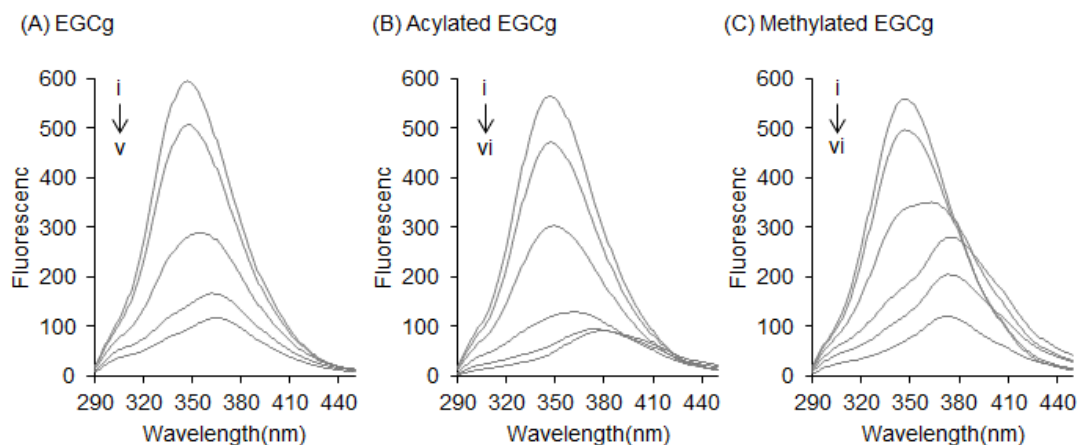 (A) EGCg
(B) Acylated EGCg
(C) Methylated EGCg
600
500
400
300
200
100
0
Fluorescenc
i
v
290 320 350 380 410 440
Wavelength(nm)
600
500
400
300
200
100
0
Fluorescenc
i
vi
290 320 350 380 410 440
Wavelength(nm)
600
500
400
300
200
100
0
Fluorescenc
i
vi
290 320 350 380 410 440
Wavelength(nm)